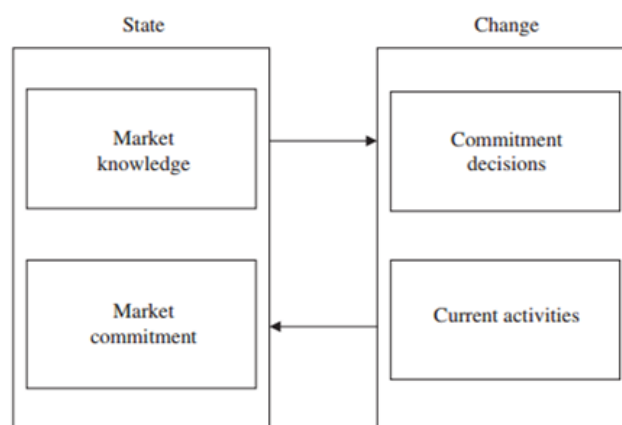 State
Change
Market
knowledge
Commitment
decisions
Market
commitment
Current activities